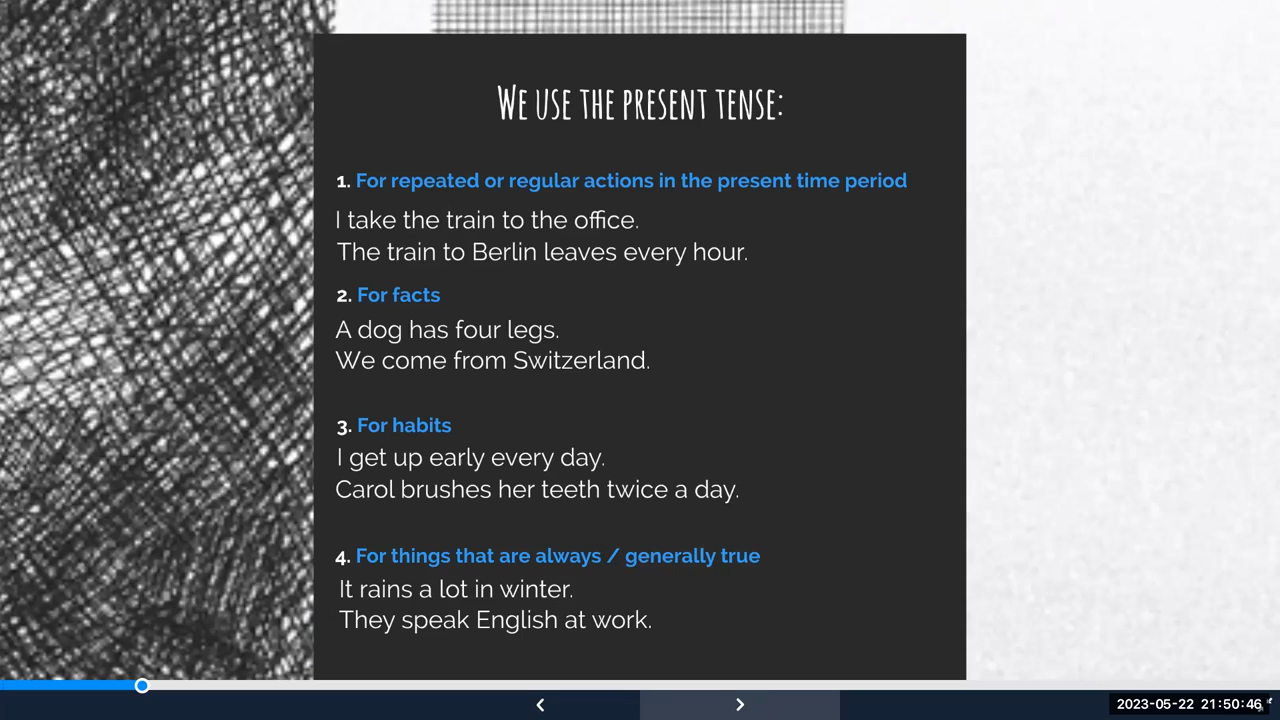 We use the present tense:
1. For repeated or regular actions in the present time period
I take the train to the office.
The train to Berlin leaves every hour.
2. For facts
A dog has four legs.
We come from Switzerland.
3. For habits
I get up early every day.
Carol brushes her teeth twice a day.
4. For things that are always / generally true
It rains a lot in winter.
They speak English at work.
2023-05-22 21:50:46